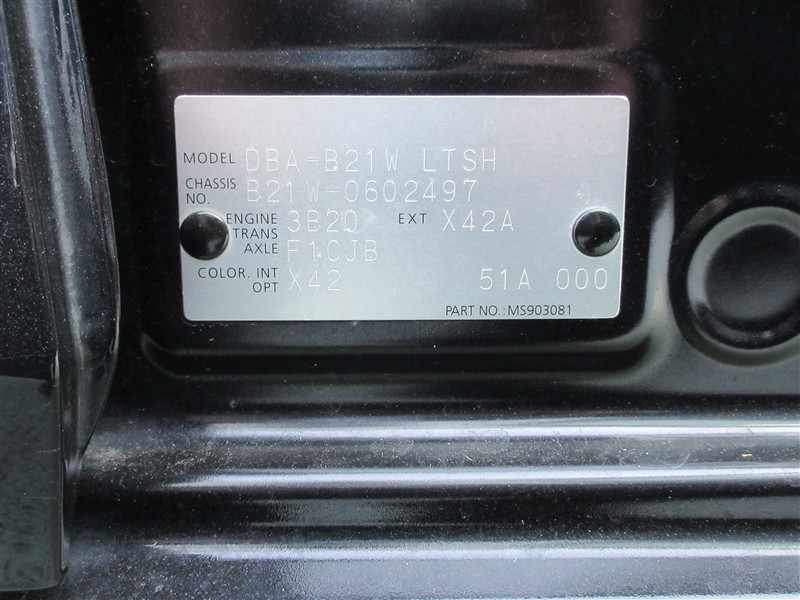 MODEL DBA-B21W LTSH
CHASSIS NO. B21W-0602497
ENGINE 3B20 EXT X42A
TRANS AXLE F1CJB
COLOR. INT OPT X42 51A 000
PART NO.:MS903081